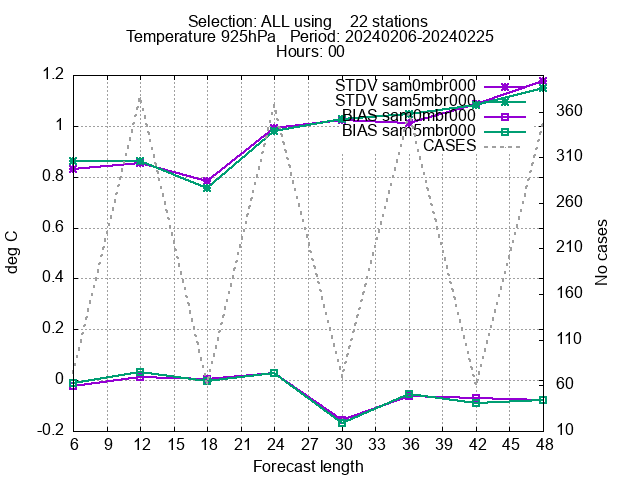 Selection: ALL using    22 stations
Temperature 925hPa   Period: 20240206-20240225
Hours: 00
STDV sam0mbr000
STDV sam5mbr000
BIAS sam0mbr000
BIAS sam5mbr000
CASES
deg C
1.2
1
0.8
0.6
0.4
0.2
0
-0.2
No cases
360
310
260
210
160
110
60
10
6 9 12 15 18 21 24 27 30 33 36 39 42 45 48
Forecast length